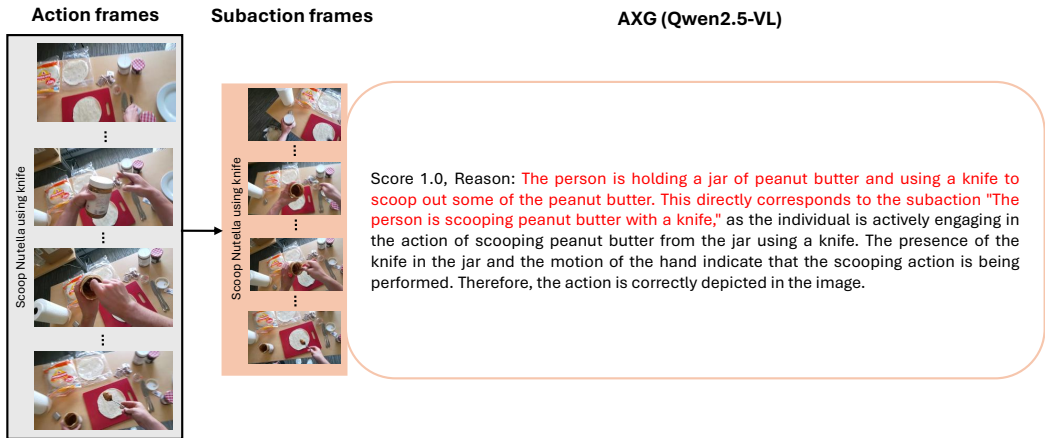 Action frames
Subaction frames
AXG (Qwen2.5-VL)
Scoop Nutella using knife
Scoop Nutella using knife
Score 1.0, Reason: The person is holding a jar of peanut butter and using a knife to
scoop out some of the peanut butter. This directly corresponds to the subaction "The
person is scooping peanut butter with a knife," as the individual is actively engaging in
the action of scooping peanut butter from the jar using a knife. The presence of the
knife in the jar and the motion of the hand indicate that the scooping action is being
performed. Therefore, the action is correctly depicted in the image.